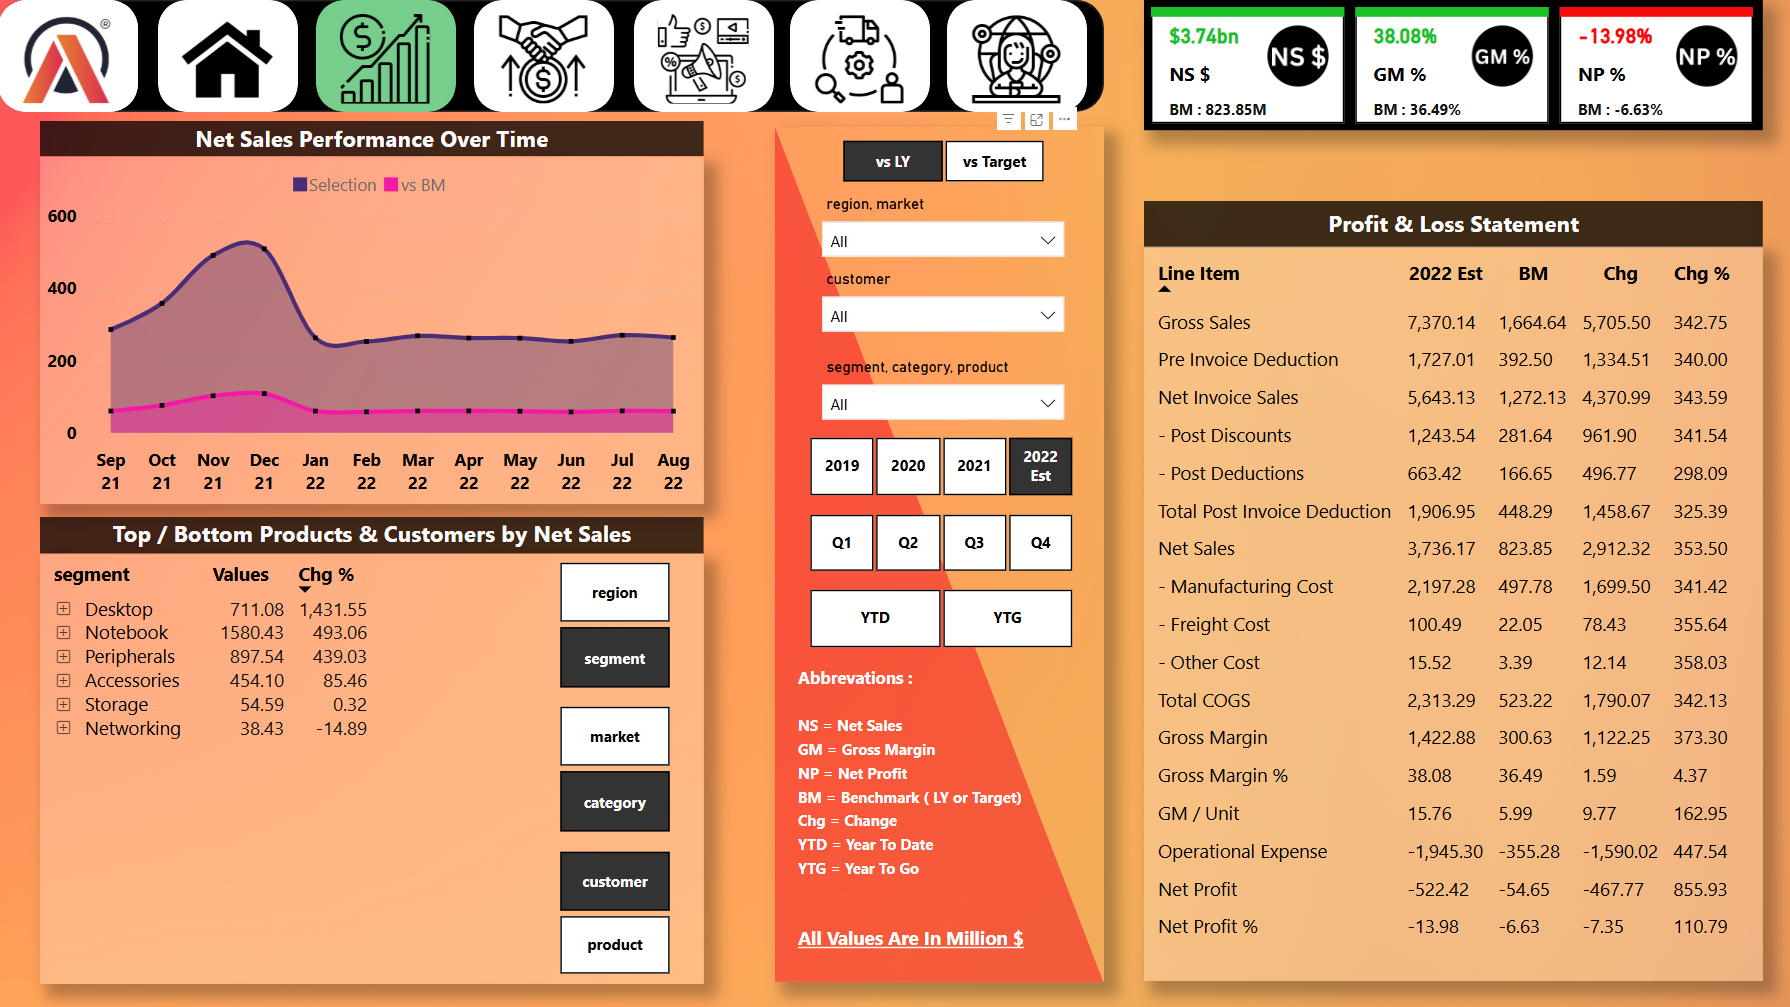 ®
$3.74bn
NS $
BM : 823.85M
NS $
38.08%
GM %
BM : 36.49%
GM %
-13.98%
NP %
BM : -6.63%
NP %
Net Sales Performance Over Time
Selection vs BM
600
400
200
0
Sep 21 Oct 21 Nov 21 Dec 21 Jan 22 Feb 22 Mar 22 Apr 22 May 22 Jun 22 Jul 22 Aug 22
Top / Bottom Products & Customers by Net Sales
segment Values Chg %
Desktop 711.08 1,431.55
Notebook 1580.43 493.06
Peripherals 897.54 439.03
Accessories 454.10 85.46
Storage 54.59 0.32
Networking 38.43 -14.89
region
segment
market
category
customer
product
vs LY vs Target
region, market
All
customer
All
segment, category, product
All
2019 2020 2021 2022 Est
Q1 Q2 Q3 Q4
YTD YTG
Abbrevations :
NS = Net Sales
GM = Gross Margin
NP = Net Profit
BM = Benchmark ( LY or Target)
Chg = Change
YTD = Year To Date
YTG = Year To Go
All Values Are In Million $
Profit & Loss Statement
Line Item 2022 Est BM Chg Chg %
Gross Sales 7,370.14 1,664.64 5,705.50 342.75
Pre Invoice Deduction 1,727.01 392.50 1,334.51 340.00
Net Invoice Sales 5,643.13 1,272.13 4,370.99 343.59
- Post Discounts 1,243.54 281.64 961.90 341.54
- Post Deductions 663.42 166.65 496.77 298.09
Total Post Invoice Deduction 1,906.95 448.29 1,458.67 325.39
Net Sales 3,736.17 823.85 2,912.32 353.50
- Manufacturing Cost 2,197.28 497.78 1,699.50 341.42
- Freight Cost 100.49 22.05 78.43 355.64
- Other Cost 15.52 3.39 12.14 358.03
Total COGS 2,313.29 523.22 1,790.07 342.13
Gross Margin 1,422.88 300.63 1,122.25 373.30
Gross Margin % 38.08 36.49 1.59 4.37
GM / Unit 15.76 5.99 9.77 162.95
Operational Expense -1,945.30 -355.28 -1,590.02 447.54
Net Profit -522.42 -54.65 -467.77 855.93
Net Profit % -13.98 -6.63 -7.35 110.79